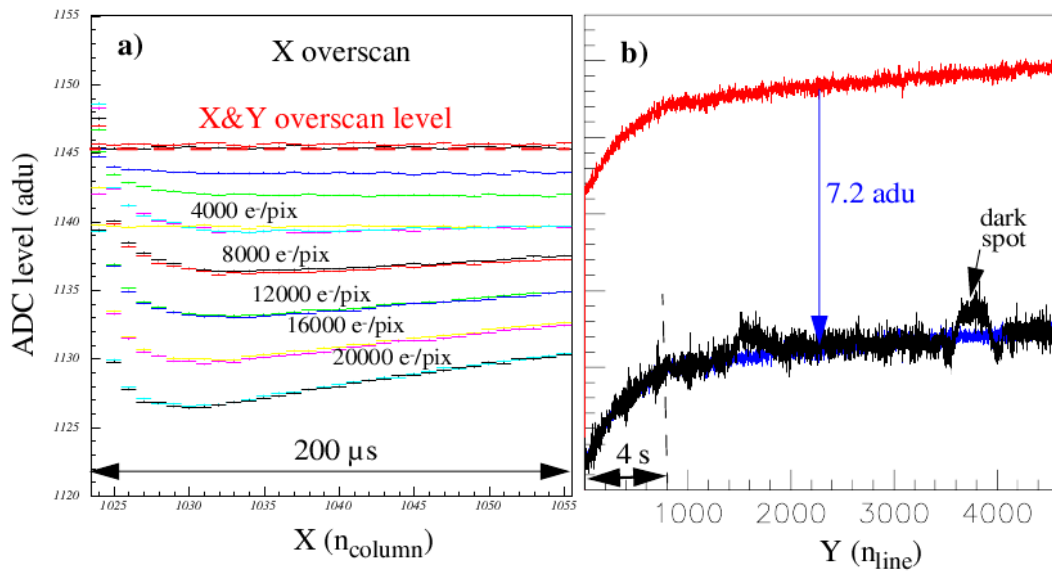 a)
X overscan
X&Y overscan level
4000 e-/pix
8000 e-/pix
12000 e-/pix
16000 e-/pix
20000 e-/pix
200 µs
ADC level (adu)
1155
1150
1145
1140
1135
1130
1125
1120
1025 1030 1035 1040 1045 1050 1055
X (n_column)
b)
7.2 adu
dark
spot
4 s
1000 2000 3000 4000
Y (n_line)